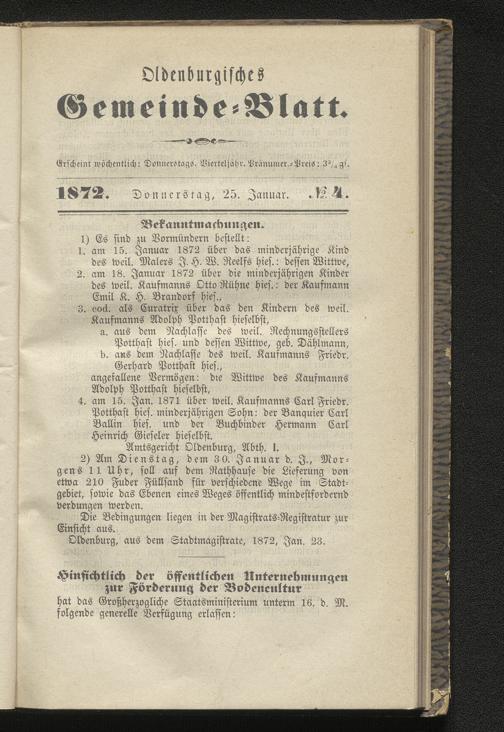 Oldenburgisches
Gemeinde-Blatt.
Erscheint wöchentlich: Donnerstags. Vierteljähr. Pränumer.-Preis: 3¾ gf.
1872. Donnerstag, 25. Januar. № 4.
Bekanntmachungen.
1) Es sind zu Vormündern bestellt:
1. am 15. Januar 1872 über das minderjährige Kind
des weil. Malers J. H. W. Reelfs hies.: dessen Wittwe,
2. am 18. Januar 1872 über die minderjährigen Kinder
des weil. Kaufmanns Otto Rühne hies.: der Kaufmann
Emil K. H. Brandorf hies.,
3. eod. als Curatrix über das den Kindern des weil.
Kaufmanns Adolph Potthast hieselbst,
a. aus dem Nachlasse des weil. Rechnungsstellers
Potthast hies. und dessen Wittwe, geb. Dählmann,
b. aus dem Nachlasse des weil. Kaufmanns Friedr.
Gerhard Potthast hies.,
angefallene Vermögen: die Wittwe des Kaufmanns
Adolph Potthast hieselbst,
4. am 15. Jan. 1871 über weil. Kaufmanns Carl Friedr.
Potthast hies. minderjährigen Sohn: der Banquier Carl
Ballin hies. und der Buchbinder Hermann Carl
Heinrich Gieseler hieselbst.
Amtsgericht Oldenburg, Abth. I.
2) Am Dienstag, dem 30. Januar d. J., Mor-
gens 11 Uhr, soll auf dem Rathhause die Lieferung von
etwa 210 Fuder Füllsand für verschiedene Wege im Stadt-
gebiet, sowie das Ebenen eines Weges öffentlich mindestfordernd
verdungen werden.
Die Bedingungen liegen in der Magistrats-Registratur zur
Einsicht aus.
Oldenburg, aus dem Stadtmagistrate, 1872, Jan. 23.
Hinsichtlich der öffentlichen Unternehmungen
zur Förderung der Bodencultur
hat das Großherzogliche Staatsministerium unterm 16. d. M.
folgende generelle Verfügung erlassen: